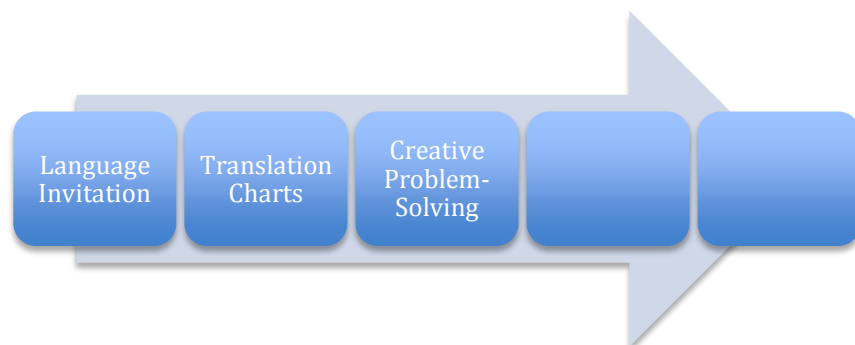 Language
Invitation
Translation
Charts
Creative
Problem-
Solving